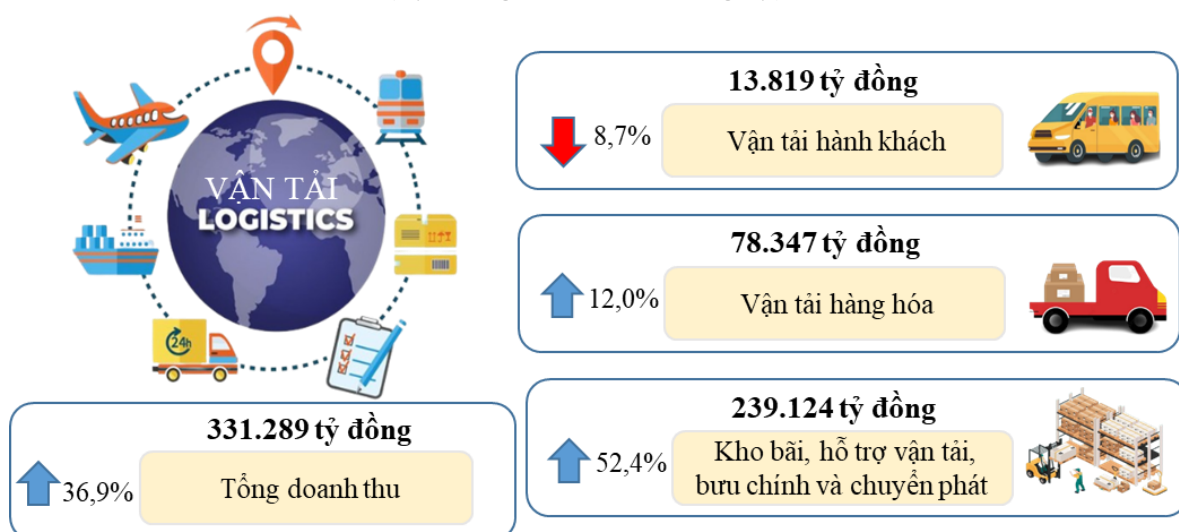 VẬN TẢI
LOGISTICS
24h
13.819 tỷ đồng
8,7%
Vận tải hành khách
78.347 tỷ đồng
12,0%
Vận tải hàng hóa
331.289 tỷ đồng
36,9%
Tổng doanh thu
239.124 tỷ đồng
52,4%
Kho bãi, hỗ trợ vận tải,
bưu chính và chuyển phát